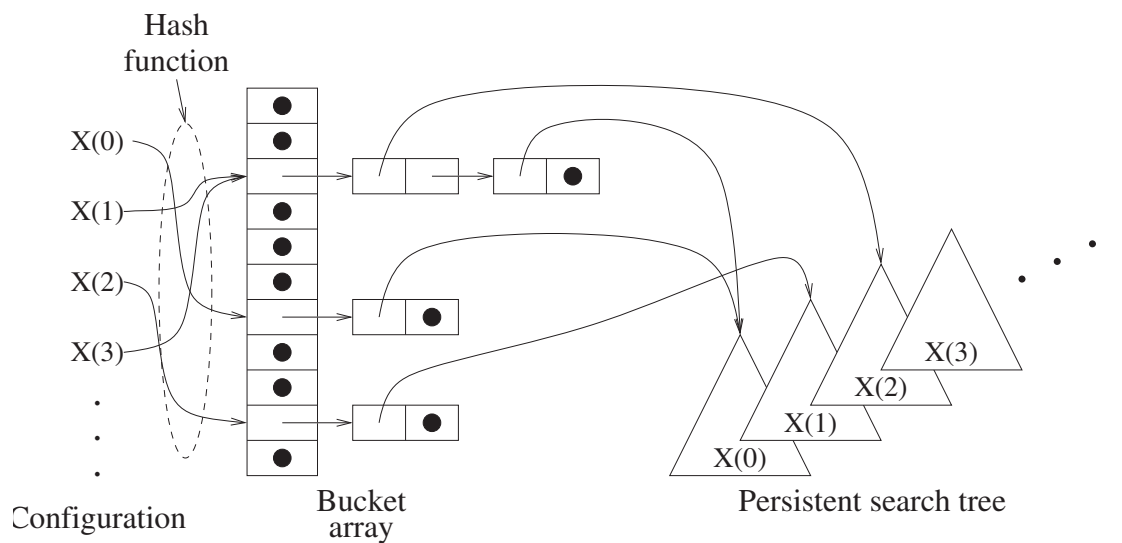 Hash
function
X(0)
X(1)
X(2)
X(3)
Configuration
Bucket
array
X(0)
X(1)
X(2)
X(3)
Persistent search tree